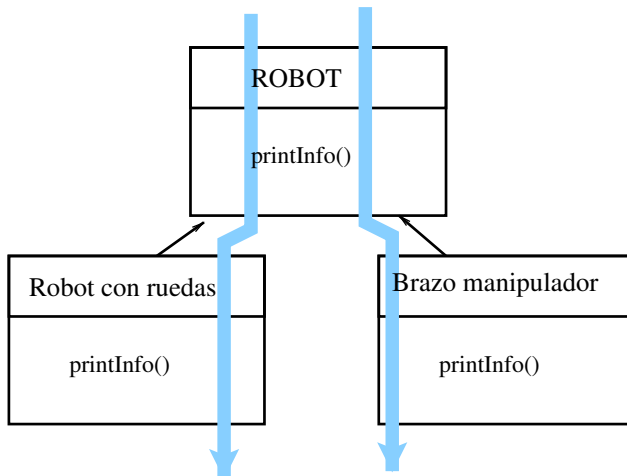 ROBOT
printInfo()
Robot con ruedas
printInfo()
Brazo manipulador
printInfo()